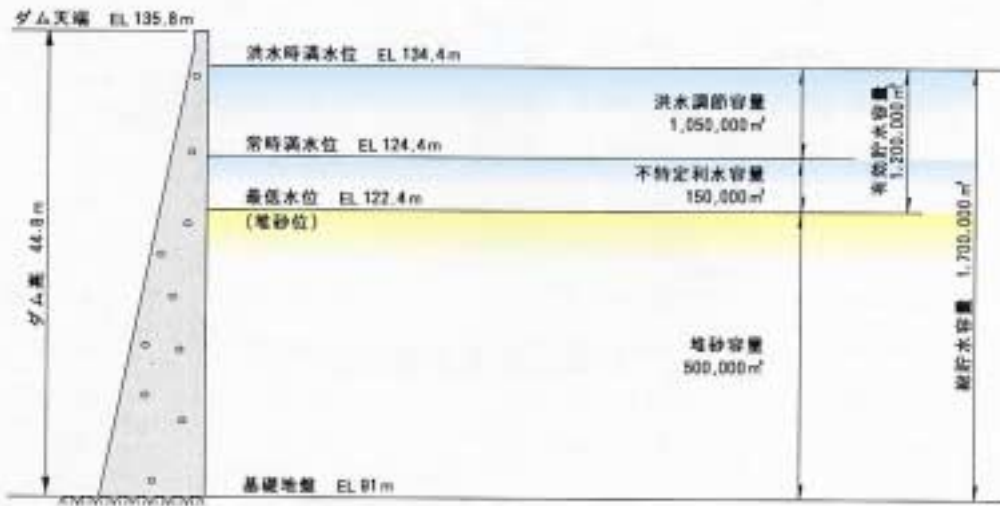 ダム天端 EL 135.8m
洪水時満水位 EL 134.4m
洪水調節容量
1,050,000㎥
有効貯水容量
1,200,000㎥
常時満水位 EL 124.4m
不特定利水容量
150,000㎥
最低水位 EL 122.4m
(堆砂位)
ダム高 44.8m
総貯水容量 1,700,000㎥
堆砂容量
500,000㎥
基礎地盤 EL 91m